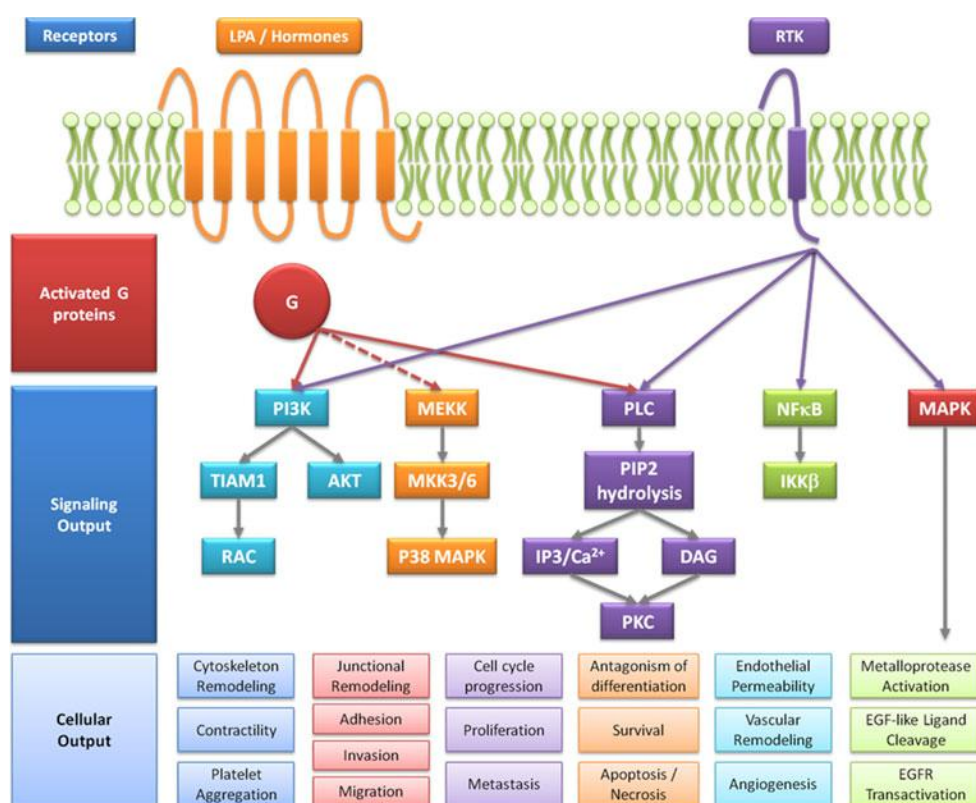 Receptors
LPA / Hormones
RTK
Activated G
proteins
G
Signaling
Output
PI3K
MEKK
PLC
NFκB
MAPK
TIAM1
AKT
MKK3/6
PIP2
hydrolysis
IKKβ
RAC
P38 MAPK
IP3/Ca²⁺
DAG
PKC
Cellular
Output
Cytoskeleton
Remodeling
Contractility
Platelet
Aggregation
Junctional
Remodeling
Adhesion
Invasion
Migration
Cell cycle
progression
Proliferation
Metastasis
Antagonism of
differentiation
Survival
Apoptosis /
Necrosis
Endothelial
Permeability
Vascular
Remodeling
Angiogenesis
Metalloprotease
Activation
EGF-like Ligand
Cleavage
EGFR
Transactivation